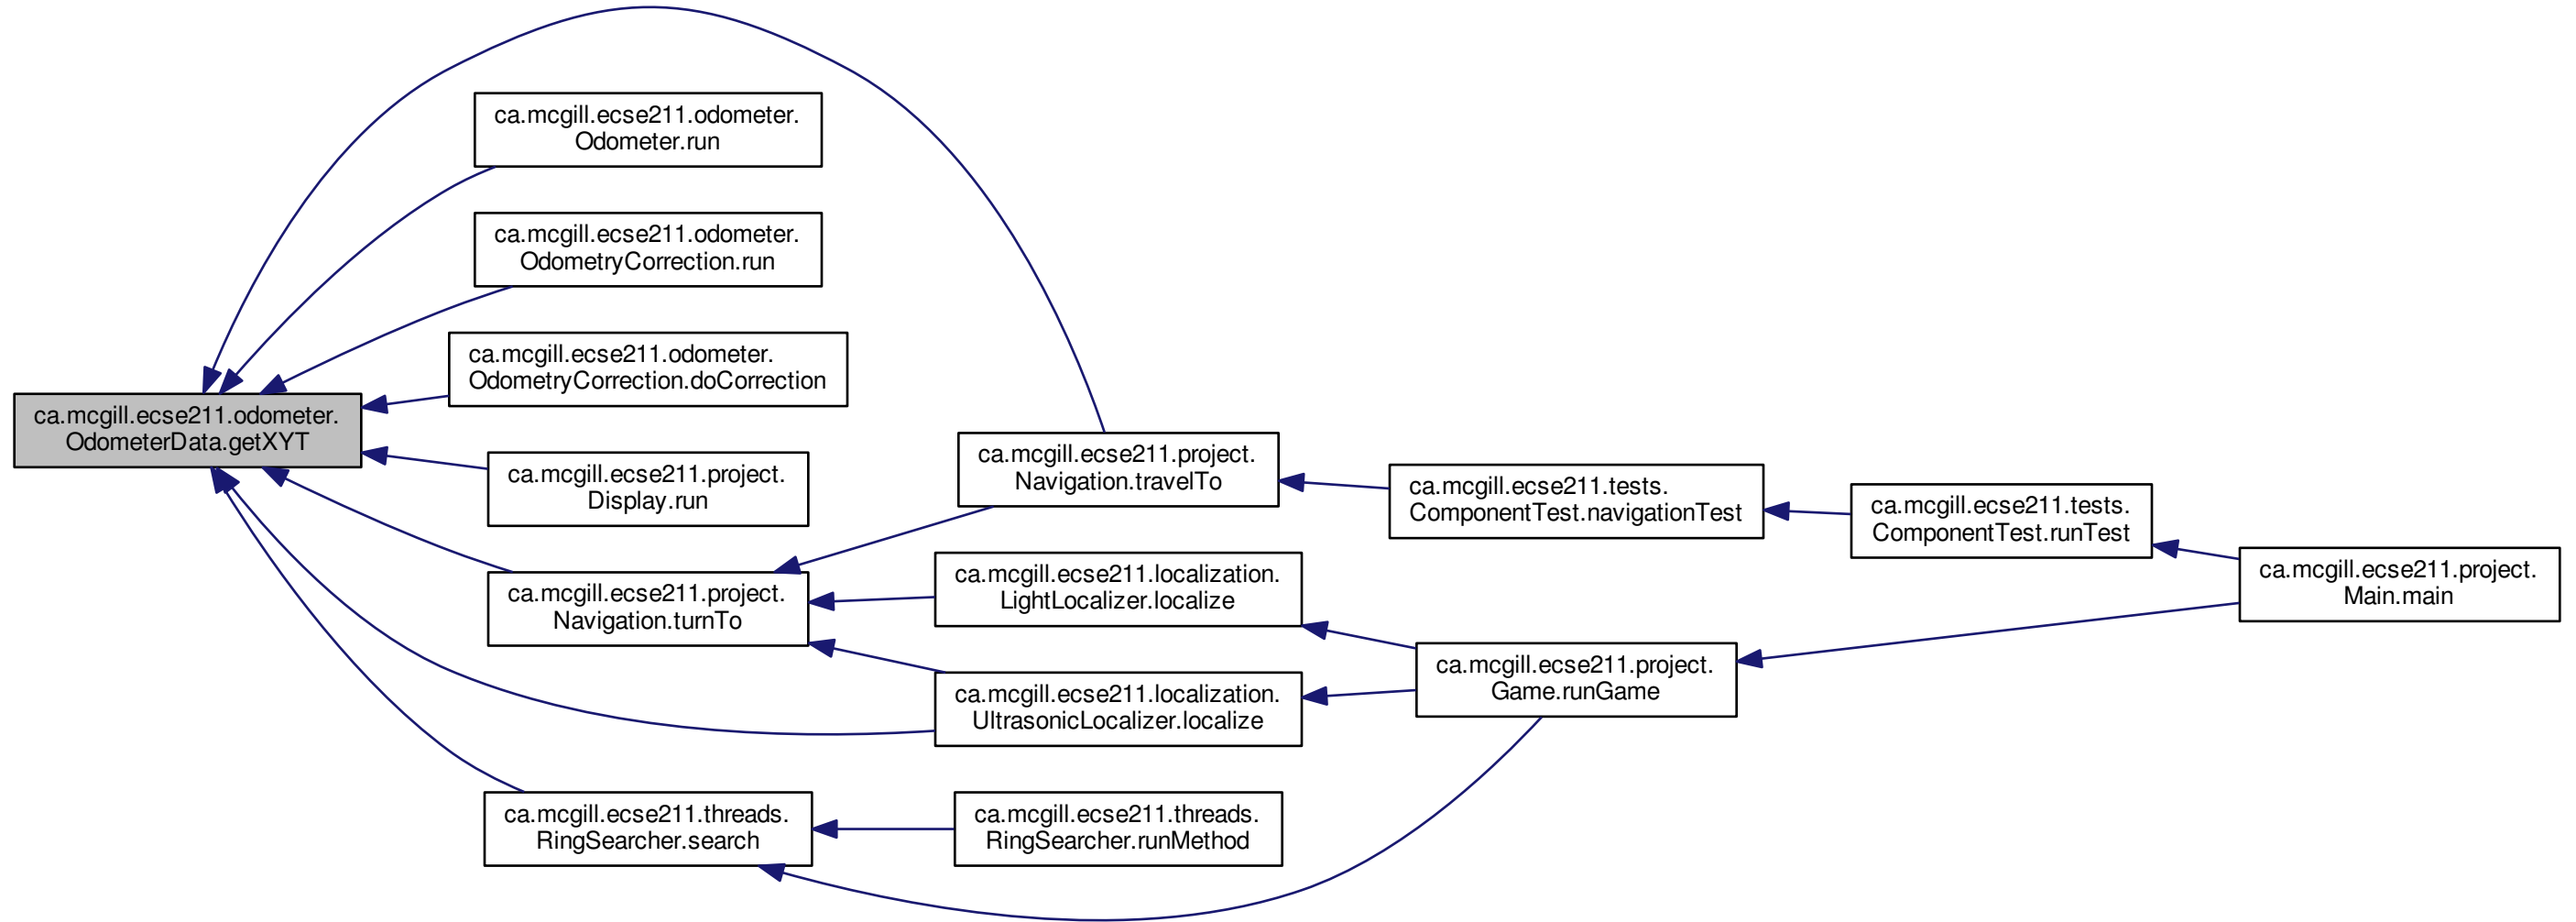 ca.mcgill.ecse211.odometer.
OdometerData.getXYT
ca.mcgill.ecse211.odometer.
Odometer.run
ca.mcgill.ecse211.odometer.
OdometryCorrection.run
ca.mcgill.ecse211.odometer.
OdometryCorrection.doCorrection
ca.mcgill.ecse211.project.
Display.run
ca.mcgill.ecse211.project.
Navigation.turnTo
ca.mcgill.ecse211.threads.
RingSearcher.search
ca.mcgill.ecse211.project.
Navigation.travelTo
ca.mcgill.ecse211.localization.
LightLocalizer.localize
ca.mcgill.ecse211.localization.
UltrasonicLocalizer.localize
ca.mcgill.ecse211.threads.
RingSearcher.runMethod
ca.mcgill.ecse211.tests.
ComponentTest.navigationTest
ca.mcgill.ecse211.project.
Game.runGame
ca.mcgill.ecse211.tests.
ComponentTest.runTest
ca.mcgill.ecse211.project.
Main.main